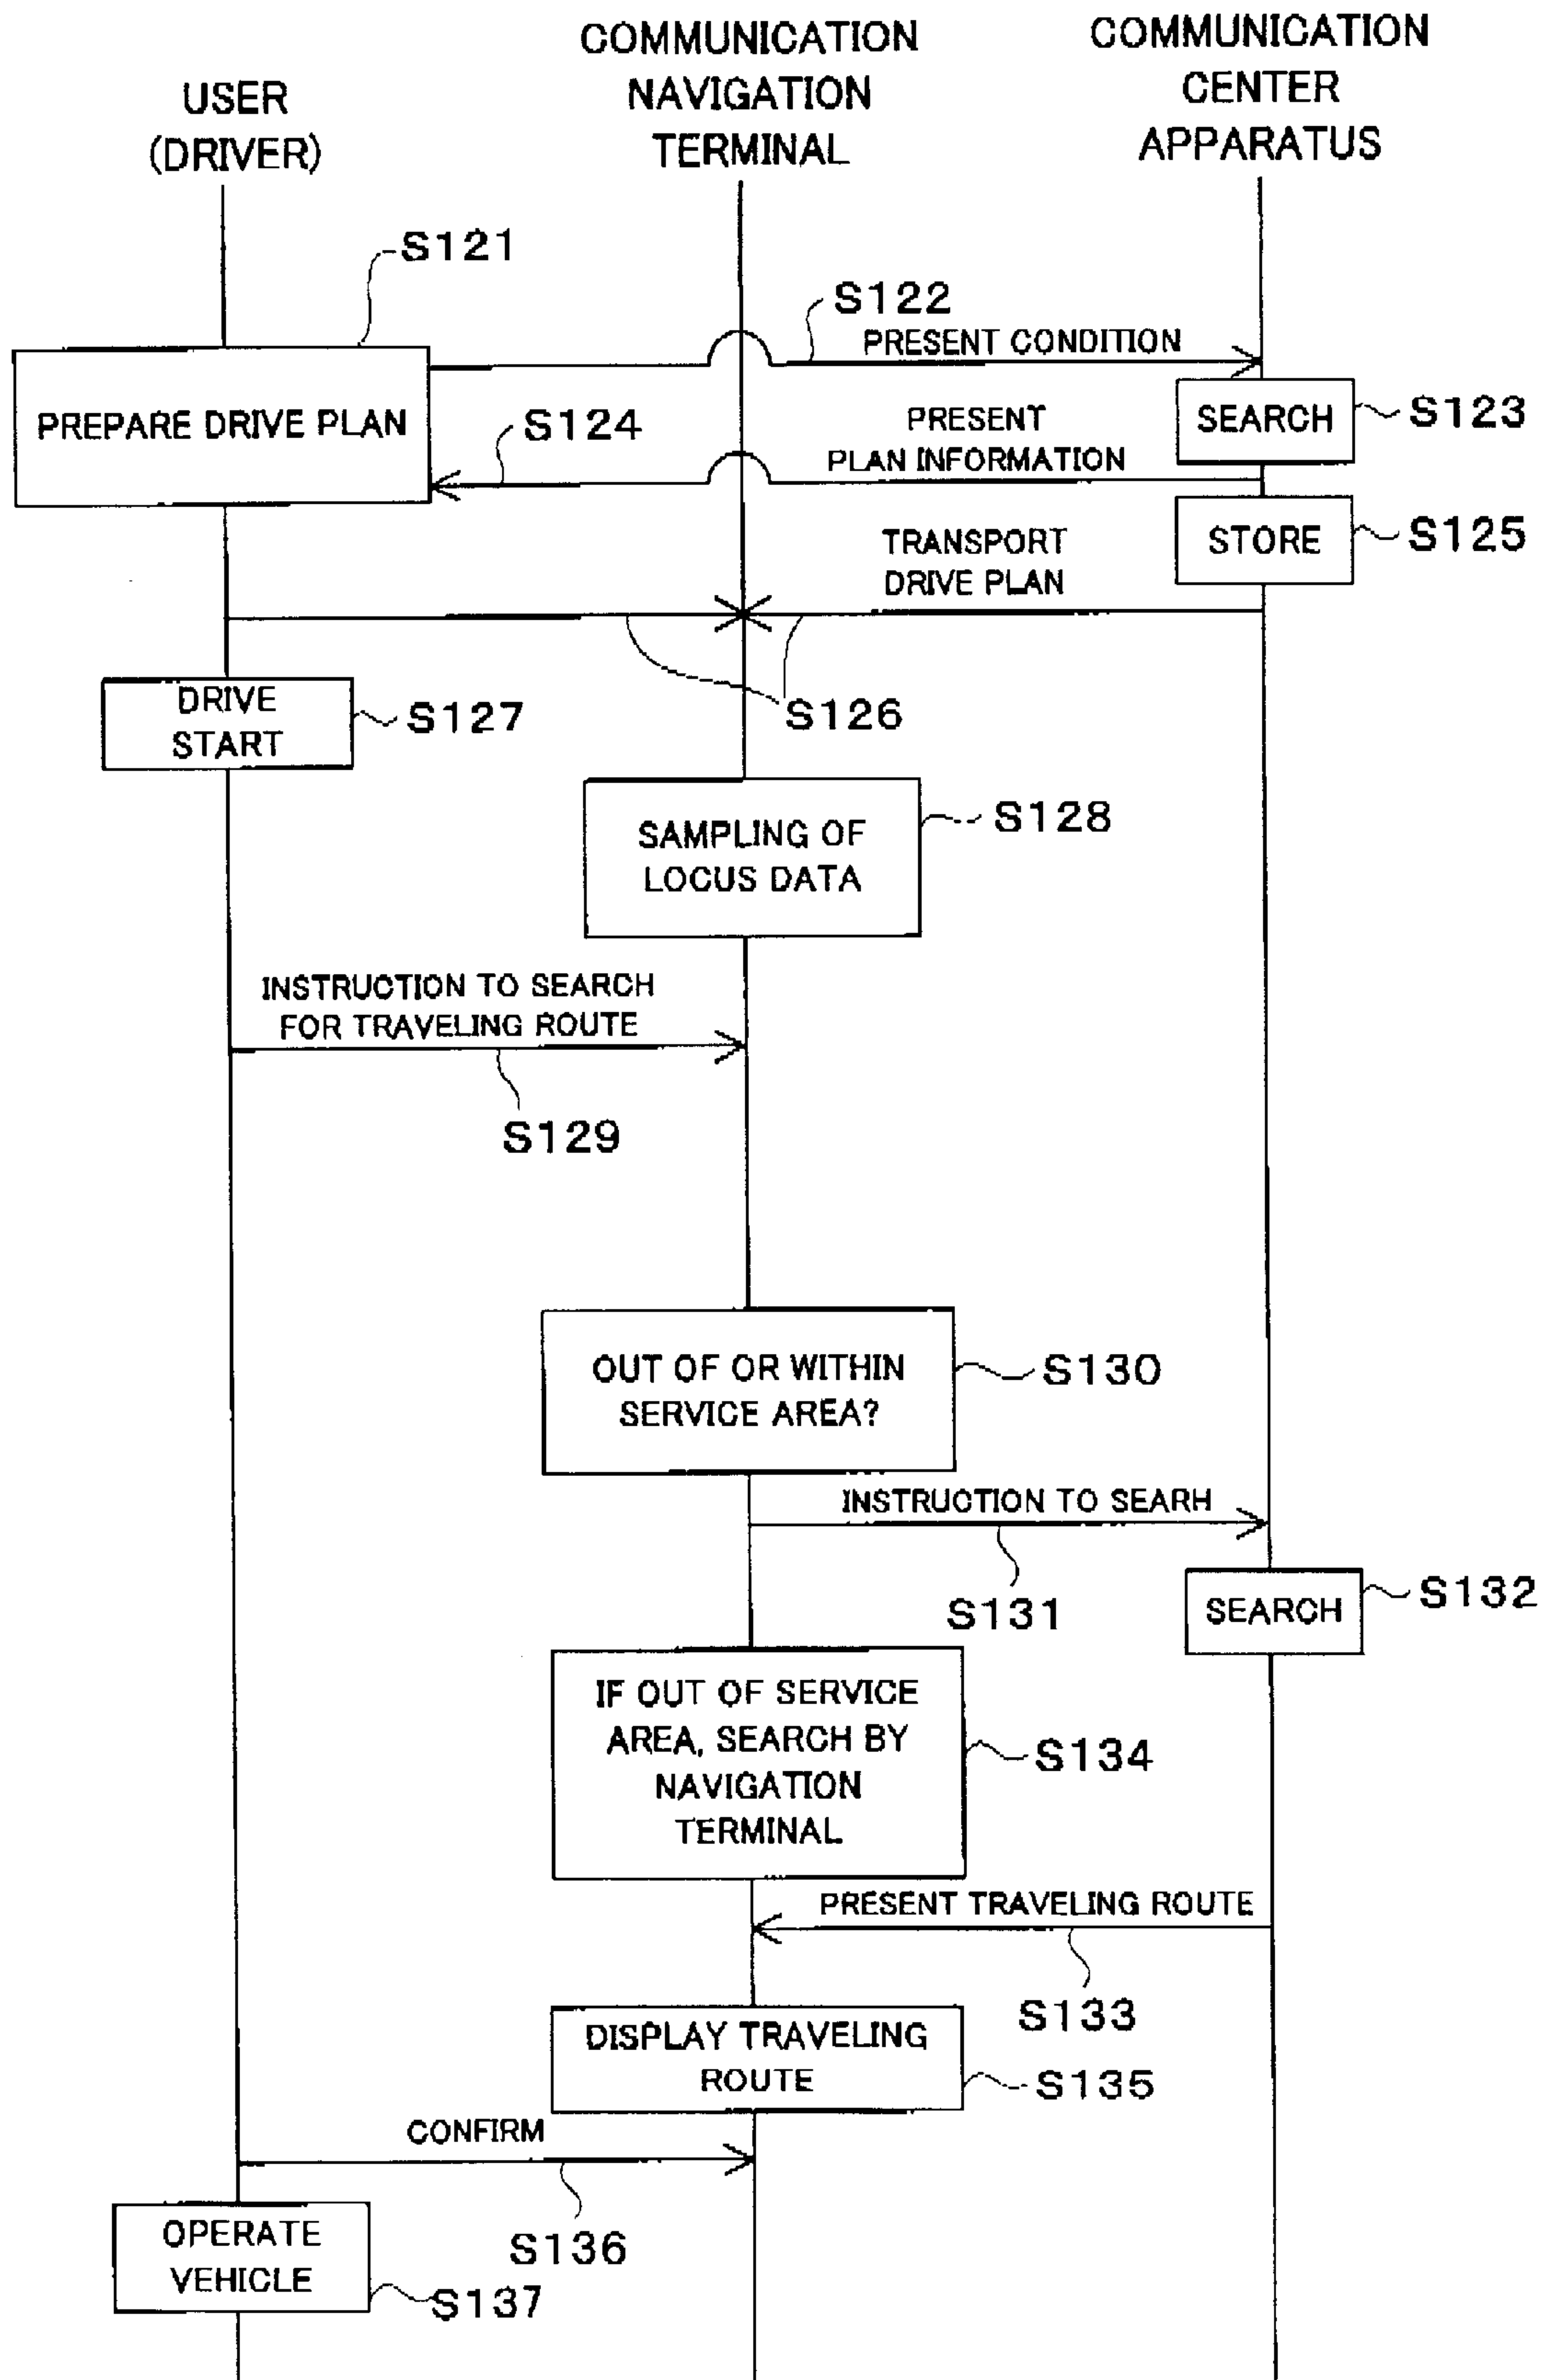 USER
(DRIVER)
COMMUNICATION
NAVIGATION
TERMINAL
COMMUNICATION
CENTER
APPARATUS
S121
S122
PRESENT CONDITION
PREPARE DRIVE PLAN
SEARCH
S123
S124
PRESENT
PLAN INFORMATION
STORE
S125
TRANSPORT
DRIVE PLAN
DRIVE
START
S127
S126
SAMPLING OF
LOCUS DATA
S128
INSTRUCTION TO SEARCH
FOR TRAVELING ROUTE
S129
OUT OF OR WITHIN
SERVICE AREA?
S130
INSTRUCTION TO SEARH
S131
SEARCH
S132
IF OUT OF SERVICE
AREA, SEARCH BY
NAVIGATION
TERMINAL
S134
PRESENT TRAVELING ROUTE
S133
DISPLAY TRAVELING
ROUTE
S135
CONFIRM
S136
OPERATE
VEHICLE
S137